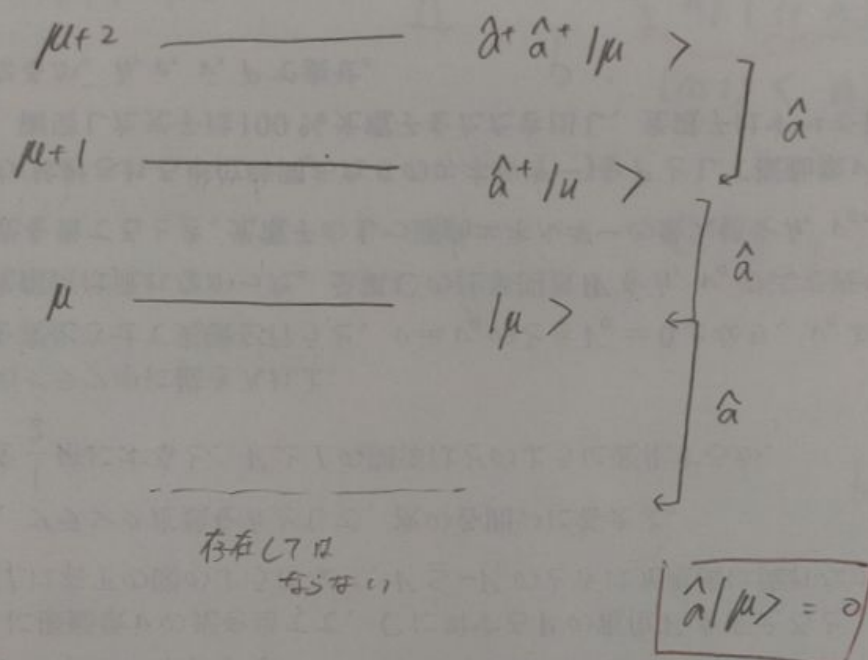 μ+2 â⁺ â⁺ |μ >
â
μ+1 â⁺ |μ >
â
μ |μ >
â
存在しては
ならない
â|μ> = 0